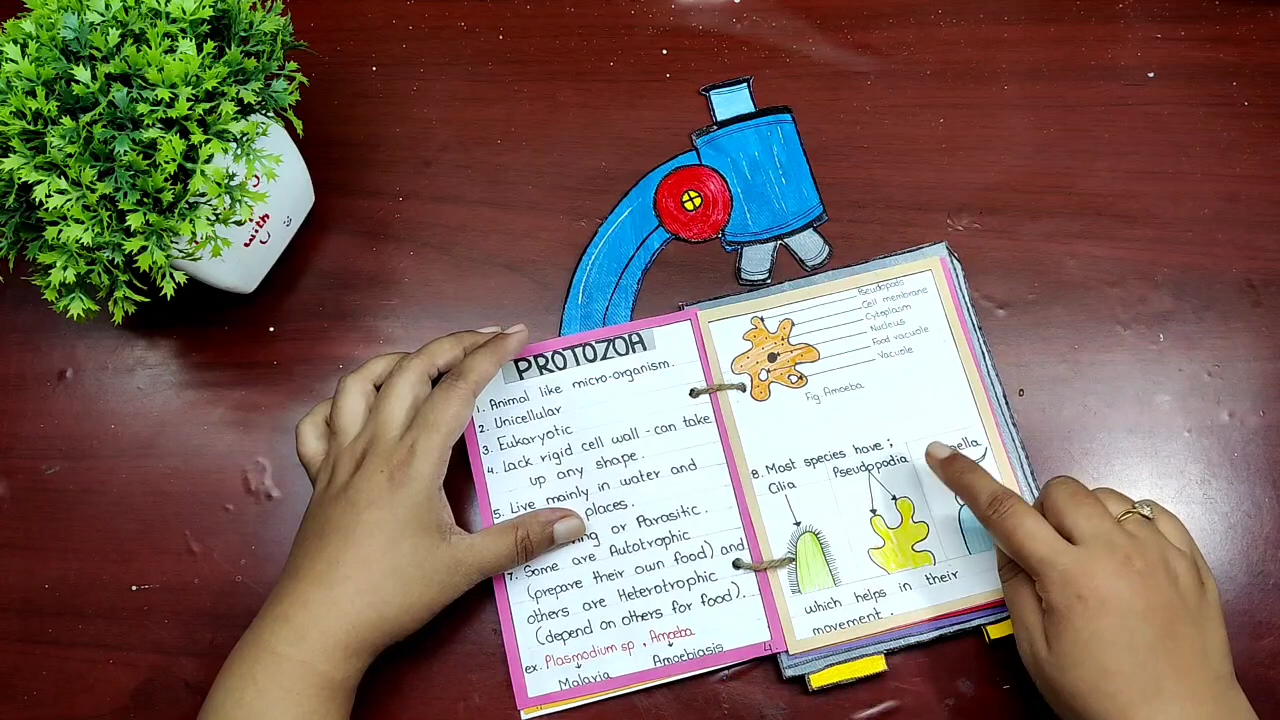 with
PROTOZOA
1. Animal like micro-organism.
2. Unicellular
3. Eukaryotic
4. Lack rigid cell wall - can take
up any shape.
5. Live mainly in water and
places.
or Parasitic.
7. Some are Autotrophic
(prepare their own food) and
others are Heterotrophic
(depend on others for food).
ex. Plasmodium sp, Amoeba
Malaria Amoebiasis
4.
Pseudopods
Cell membrane
Cytoplasm
Nucleus
Food vacuole
Vacuole
Fig: Amoeba
8. Most species have ;
Cilia Pseudopodia
which helps in their
movement.